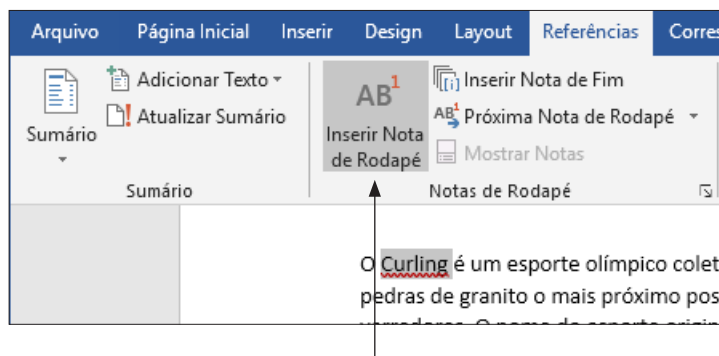 Arquivo Página Inicial Inserir Design Layout Referências Corres
Sumário
Adicionar Texto
Atualizar Sumário
Sumário
AB1
Inserir Nota
de Rodapé
[i] Inserir Nota de Fim
AB1 Próxima Nota de Rodapé
Mostrar Notas
Notas de Rodapé
O Curling é um esporte olímpico colet
pedras de granito o mais próximo pos